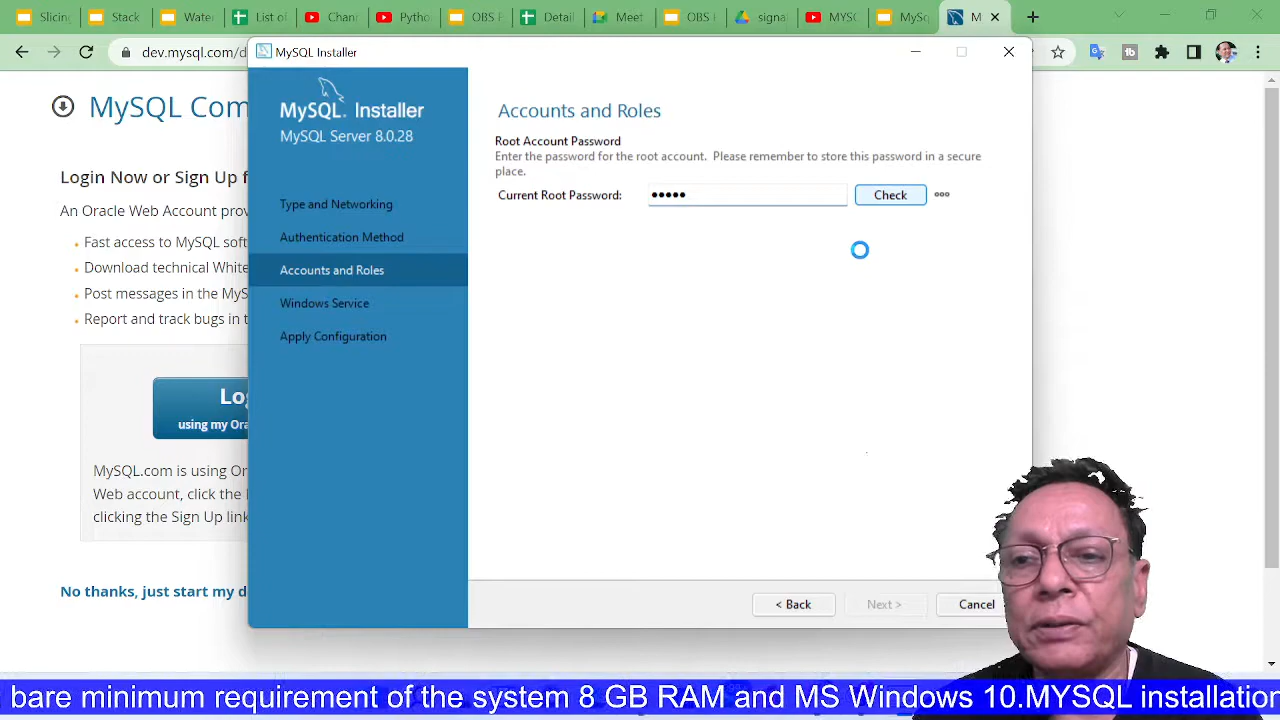 Slicing
Start
Wate
List o
Chann
Pytho
OBS F
Detail
Meet
OBS
signa
MYSC
MySq
M
dev.mysql.com/d
MySQL Installer
MySQL Com
MySQL Installer
MySQL Server 8.0.28
Login Now or Sign Up f
An Oracle Web Account prov
Fast access to MySQL soft
Download technical White
Post messages in the MyS
Report and track bugs in t
Log
using my Ora
MySQL.com is using Or
Web account, click the
clicking the Sign Up link
No thanks, just start my d
Type and Networking
Authentication Method
Accounts and Roles
Windows Service
Apply Configuration
Accounts and Roles
Root Account Password
Enter the password for the root account. Please remember to store this password in a secure
place.
Current Root Password: ●●●●● Check
< Back Next > Cancel
bare minimum requirement of the system 8 GB RAM and MS Windows 10.MYSQL installation